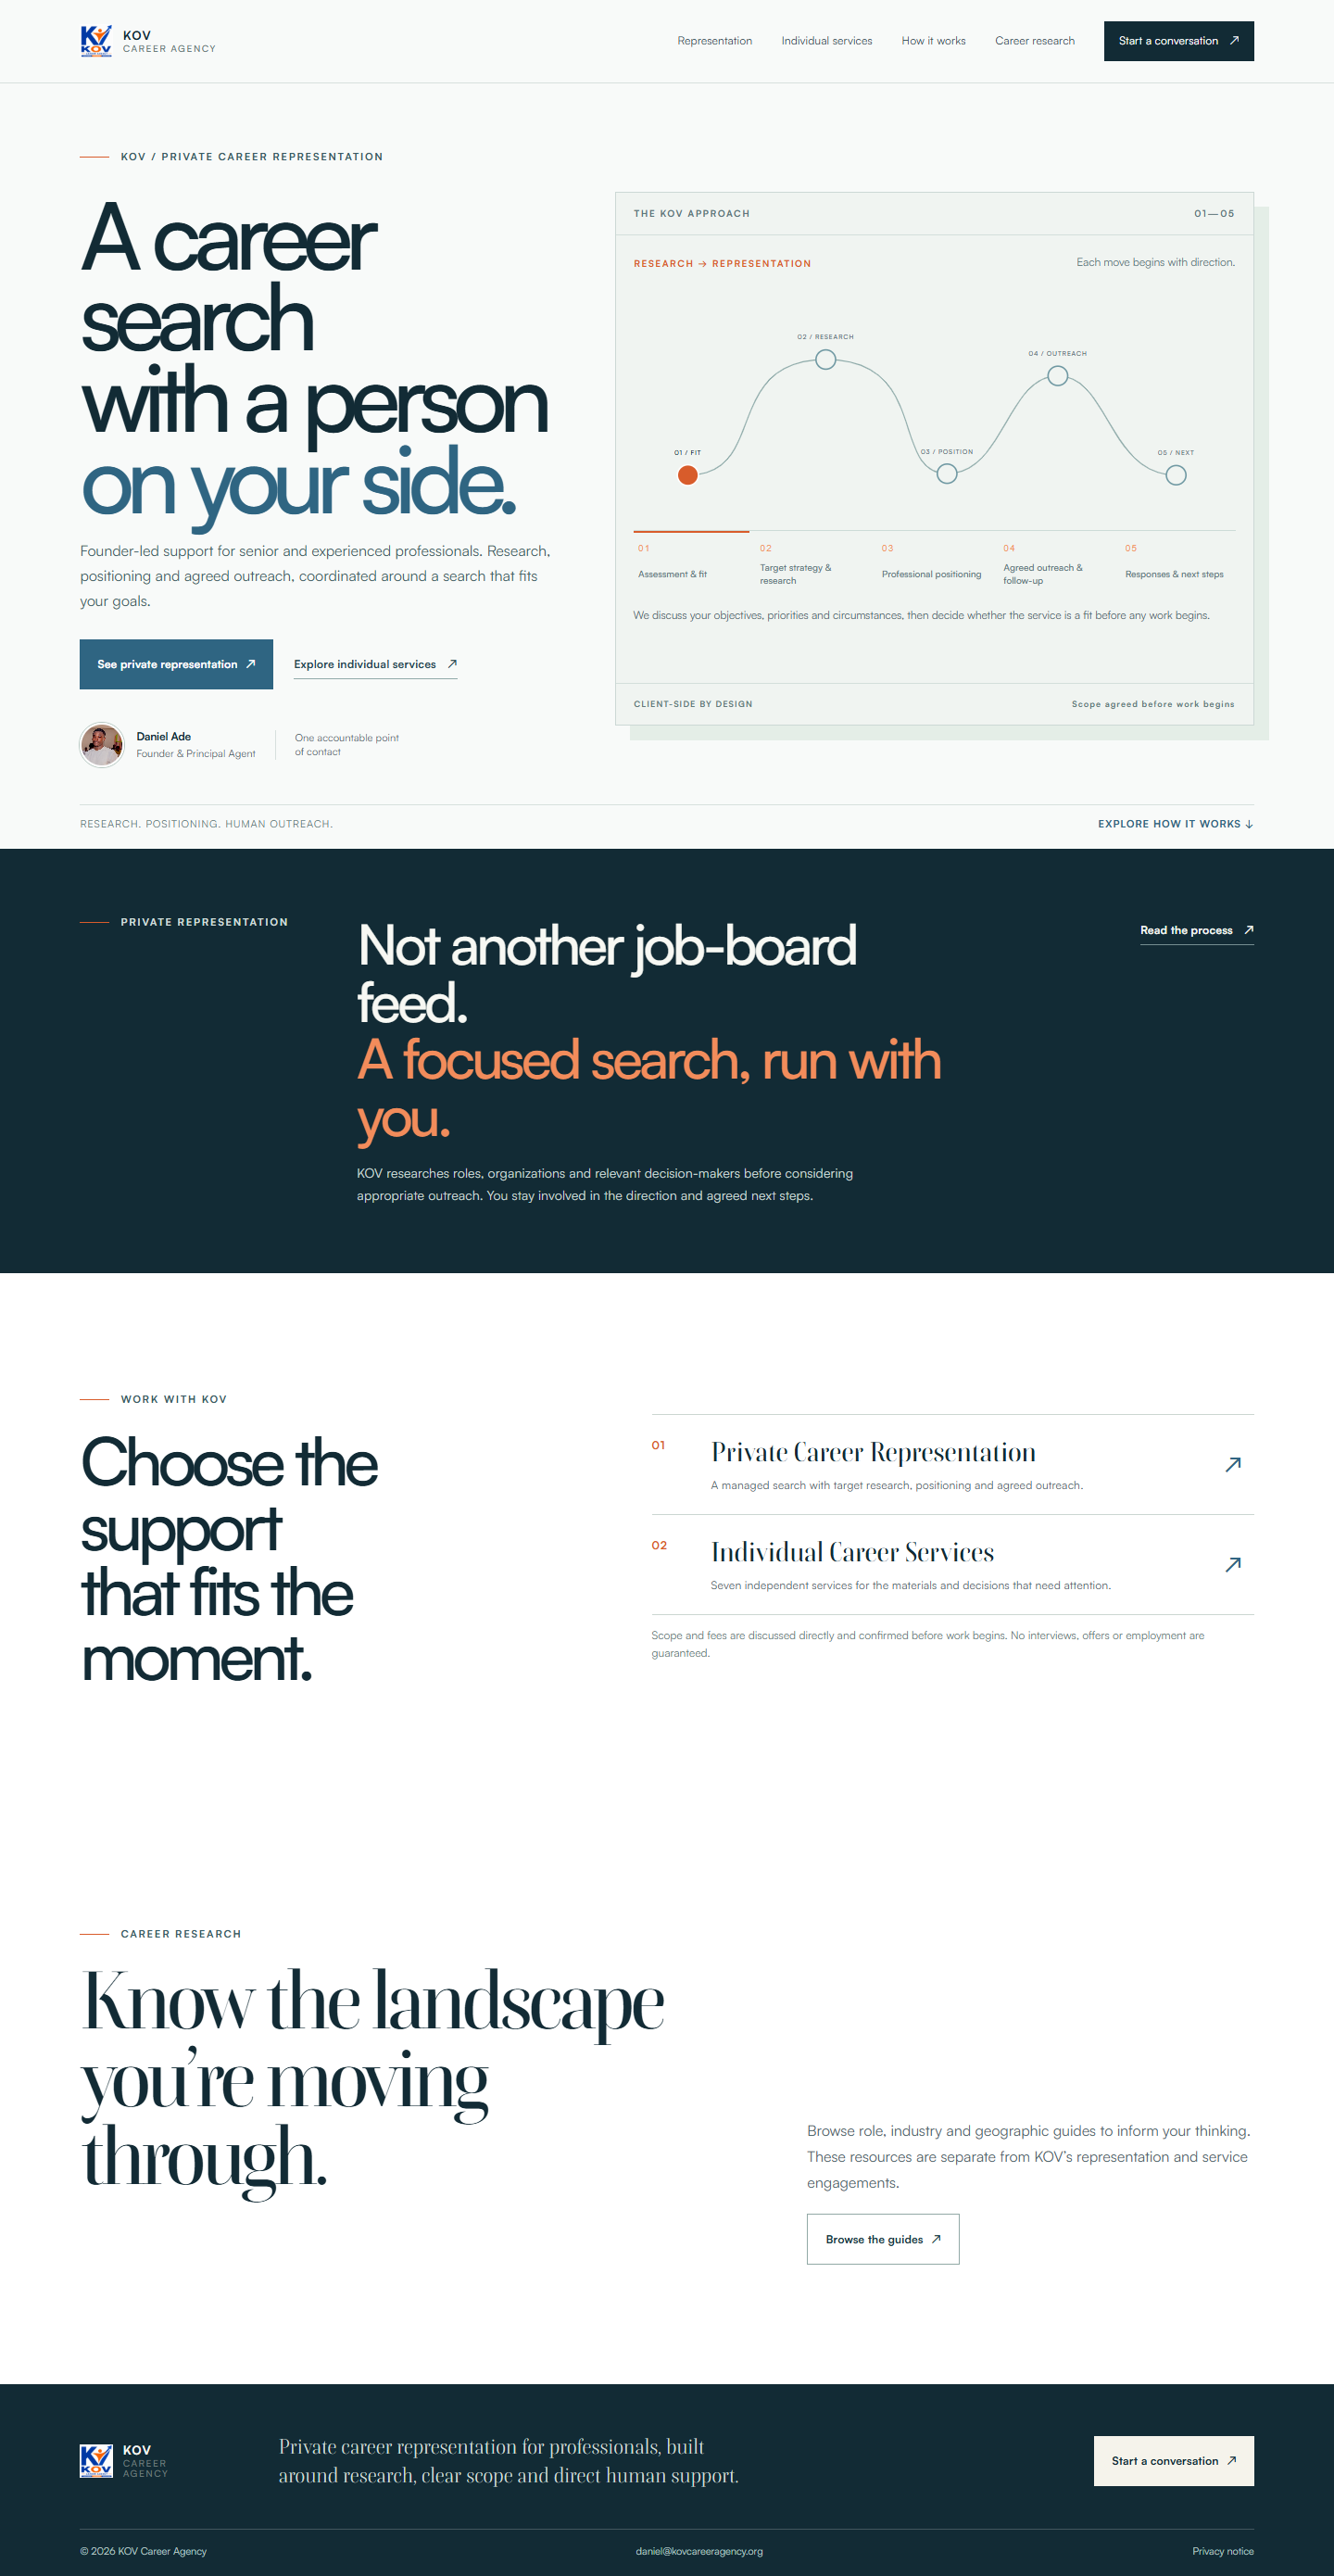 KOV
KOV
CAREER AGENCY
Representation
Individual services
How it works
Career research
Start a conversation ↗
KOV / PRIVATE CAREER REPRESENTATION
A career
search
with a person
on your side.
Founder-led support for senior and experienced professionals. Research,
positioning and agreed outreach, coordinated around a search that fits
your goals.
See private representation ↗
Explore individual services ↗
Daniel Ade
Founder & Principal Agent
One accountable point
of contact
THE KOV APPROACH
01—05
RESEARCH → REPRESENTATION
Each move begins with direction.
02 / RESEARCH
04 / OUTREACH
01 / FIT
03 / POSITION
05 / NEXT
01
Assessment & fit
02
Target strategy &
research
03
Professional positioning
04
Agreed outreach &
follow-up
05
Responses & next steps
We discuss your objectives, priorities and circumstances, then decide whether the service is a fit before any work begins.
CLIENT-SIDE BY DESIGN
Scope agreed before work begins
RESEARCH. POSITIONING. HUMAN OUTREACH.
EXPLORE HOW IT WORKS ↓
PRIVATE REPRESENTATION
Not another job-board
feed.
A focused search, run with
you.
KOV researches roles, organizations and relevant decision-makers before considering
appropriate outreach. You stay involved in the direction and agreed next steps.
Read the process ↗
WORK WITH KOV
Choose the
support
that fits the
moment.
01
Private Career Representation
A managed search with target research, positioning and agreed outreach.
↗
02
Individual Career Services
Seven independent services for the materials and decisions that need attention.
↗
Scope and fees are discussed directly and confirmed before work begins. No interviews, offers or employment are
guaranteed.
CAREER RESEARCH
Know the landscape
you’re moving
through.
Browse role, industry and geographic guides to inform your thinking.
These resources are separate from KOV’s representation and service
engagements.
Browse the guides ↗
KOV
KOV
CAREER
AGENCY
Private career representation for professionals, built
around research, clear scope and direct human support.
Start a conversation ↗
© 2026 KOV Career Agency
daniel@kovcareeragency.org
Privacy notice